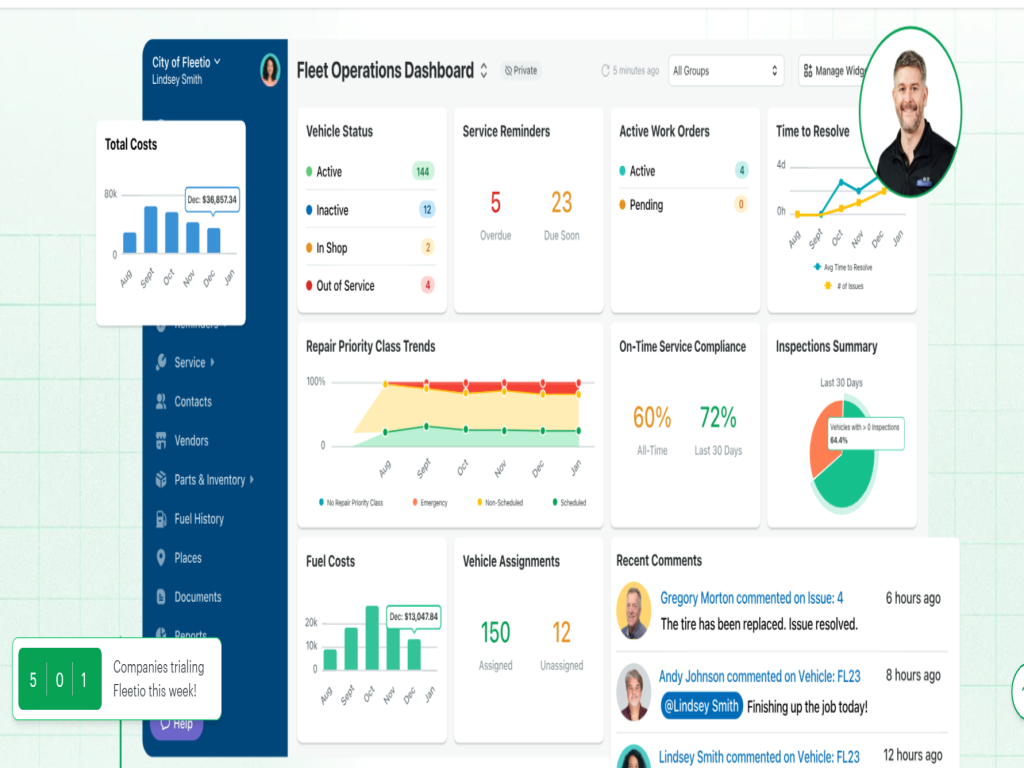 City of Fleetio
Lindsey Smith
Fleet Operations Dashboard
Private
5 minutes ago
All Groups
Manage Widg
Total Costs
80k
Dec: $36,857.34
0
Aug Sept Oct Nov Dec Jan
Reminders
Service
Contacts
Vendors
Parts & Inventory
Fuel History
Places
Documents
Reports
Help
5 0 1
Companies trialing
Fleetio this week!
Vehicle Status
Active 144
Inactive 12
In Shop 2
Out of Service 4
Service Reminders
5 23
Overdue Due Soon
Active Work Orders
Active 4
Pending 0
Time to Resolve
4d
0h
Aug Sept Oct Nov Dec Jan
Avg Time to Resolve
# of Issues
Repair Priority Class Trends
100%
0
Aug Sept Oct Nov Dec Jan
No Repair Priority Class Emergency Non-Scheduled Scheduled
On-Time Service Compliance
60% 72%
All-Time Last 30 Days
Inspections Summary
Last 30 Days
Vehicles with > 0 Inspections
64.4%
Fuel Costs
20k
Dec: $13,047.84
10k
0
Aug Sept Oct Nov Dec Jan
Vehicle Assignments
150 12
Assigned Unassigned
Recent Comments
Gregory Morton commented on Issue: 4 6 hours ago
The tire has been replaced. Issue resolved.
Andy Johnson commented on Vehicle: FL23 8 hours ago
@Lindsey Smith Finishing up the job today!
Lindsey Smith commented on Vehicle: FL23 12 hours ago